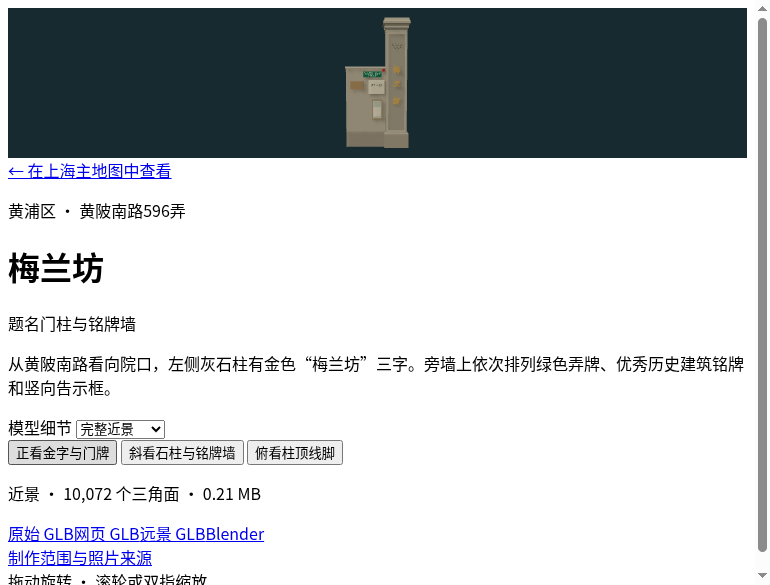 ← 在上海主地图中查看
黄浦区 · 黄陂南路596弄
梅兰坊
题名门柱与铭牌墙
从黄陂南路看向院口，左侧灰石柱有金色“梅兰坊”三字。旁墙上依次排列绿色弄牌、优秀历史建筑铭牌
和竖向告示框。
模型细节 完整近景
正看金字与门牌 斜看石柱与铭牌墙 俯看柱顶线脚
近景 · 10,072 个三角面 · 0.21 MB
原始 GLB网页 GLB远景 GLBBlender
制作范围与照片来源
拖动旋转 · 滚轮或双指缩放